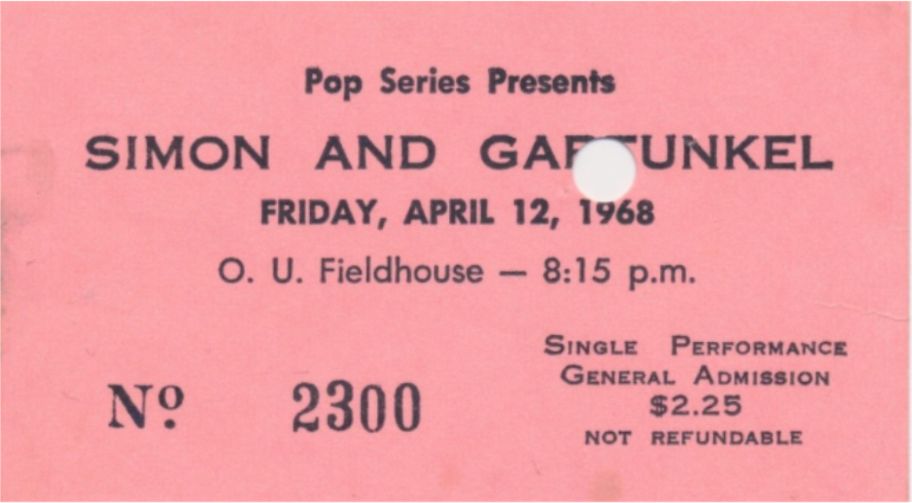 Pop Series Presents
SIMON AND GARFUNKEL
FRIDAY, APRIL 12, 1968
O. U. Fieldhouse — 8:15 p.m.
SINGLE PERFORMANCE
GENERAL ADMISSION
$2.25
NOT REFUNDABLE
Nº 2300